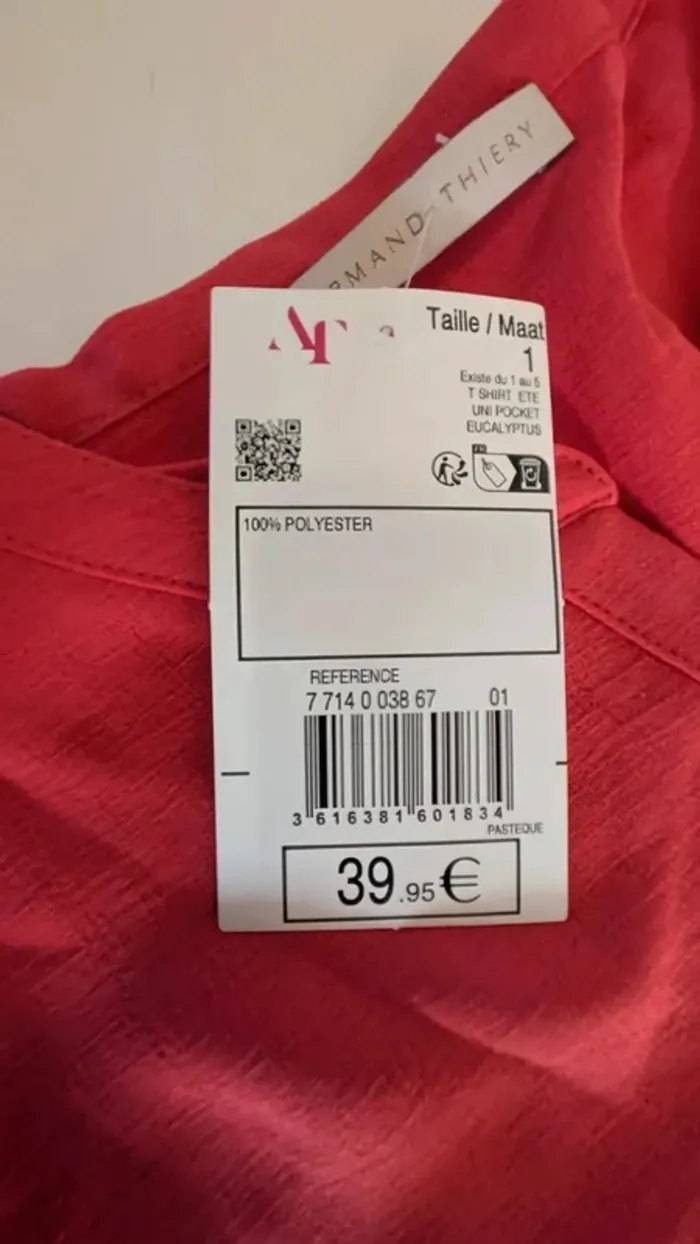 RMAND THIERY
AT
Taille / Maat
1
Existe du 1 au 5
T SHIRT ETE
UNI POCKET
EUCALYPTUS
FR
100% POLYESTER
REFERENCE
7 714 0 038 67 01
3 616381 601834
PASTEQUE
39.95€